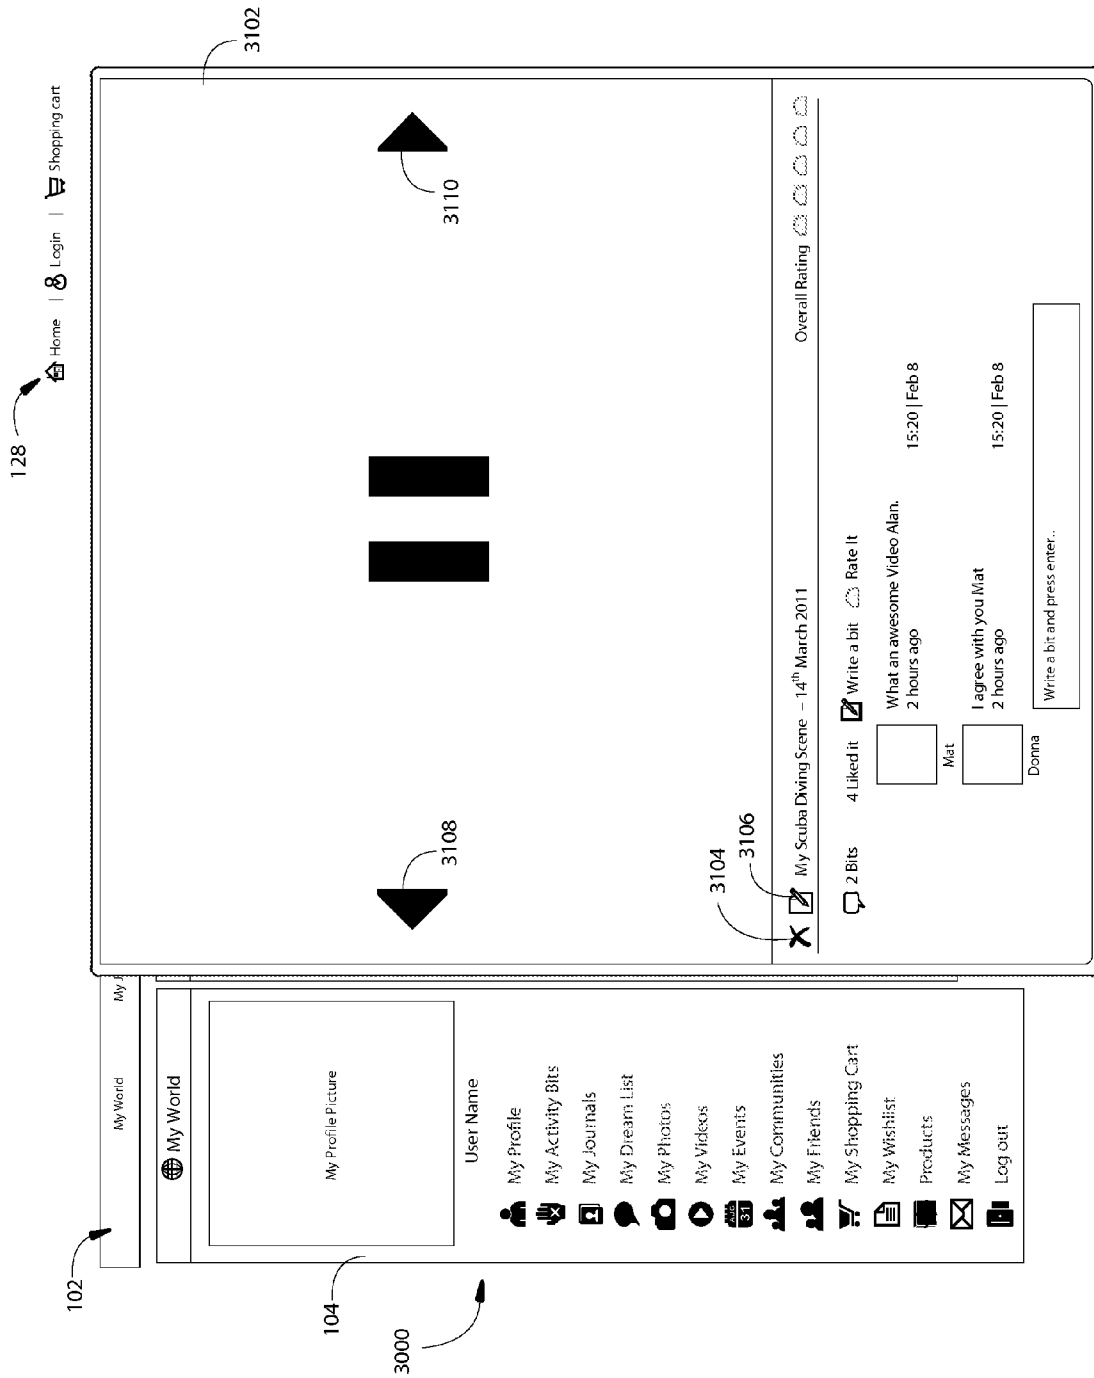 128
Home | Login | Shopping cart
102
My World
My J
3102
104
3000
My World
My Profile Picture
User Name
My Profile
My Activity Bits
My Journals
My Dream List
My Photos
My Videos
AUG
31
My Events
My Communities
My Friends
My Shopping Cart
My Wishlist
Products
My Messages
Log out
3108
3110
3104
3106
My Scuba Diving Scene – 14th March 2011
Overall Rating
2 Bits
4 Liked it
Write a bit
Rate It
What an awesome Video Alan.
2 hours ago
15:20 | Feb 8
Mat
I agree with you Mat
2 hours ago
15:20 | Feb 8
Donna
Write a bit and press enter..